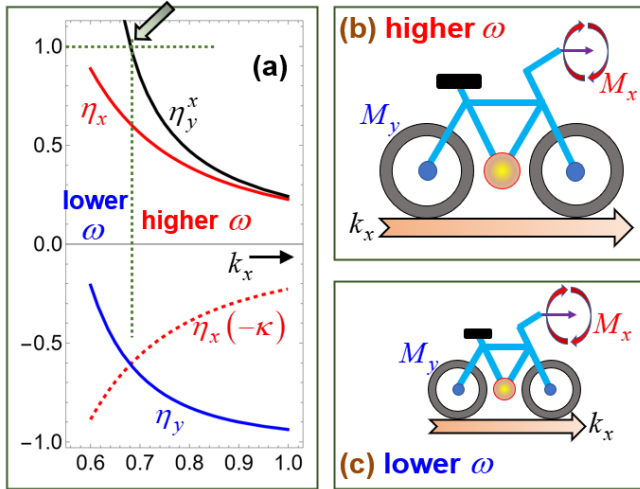 (a)
1.0
0.5
0.0
−0.5
−1.0
η_x
η_y^x
lower
ω
higher ω
k_x
η_x(−κ)
η_y
0.6 0.7 0.8 0.9 1.0
(b) higher ω
M_x
M_y
k_x
M_x
M_y
k_x
(c) lower ω